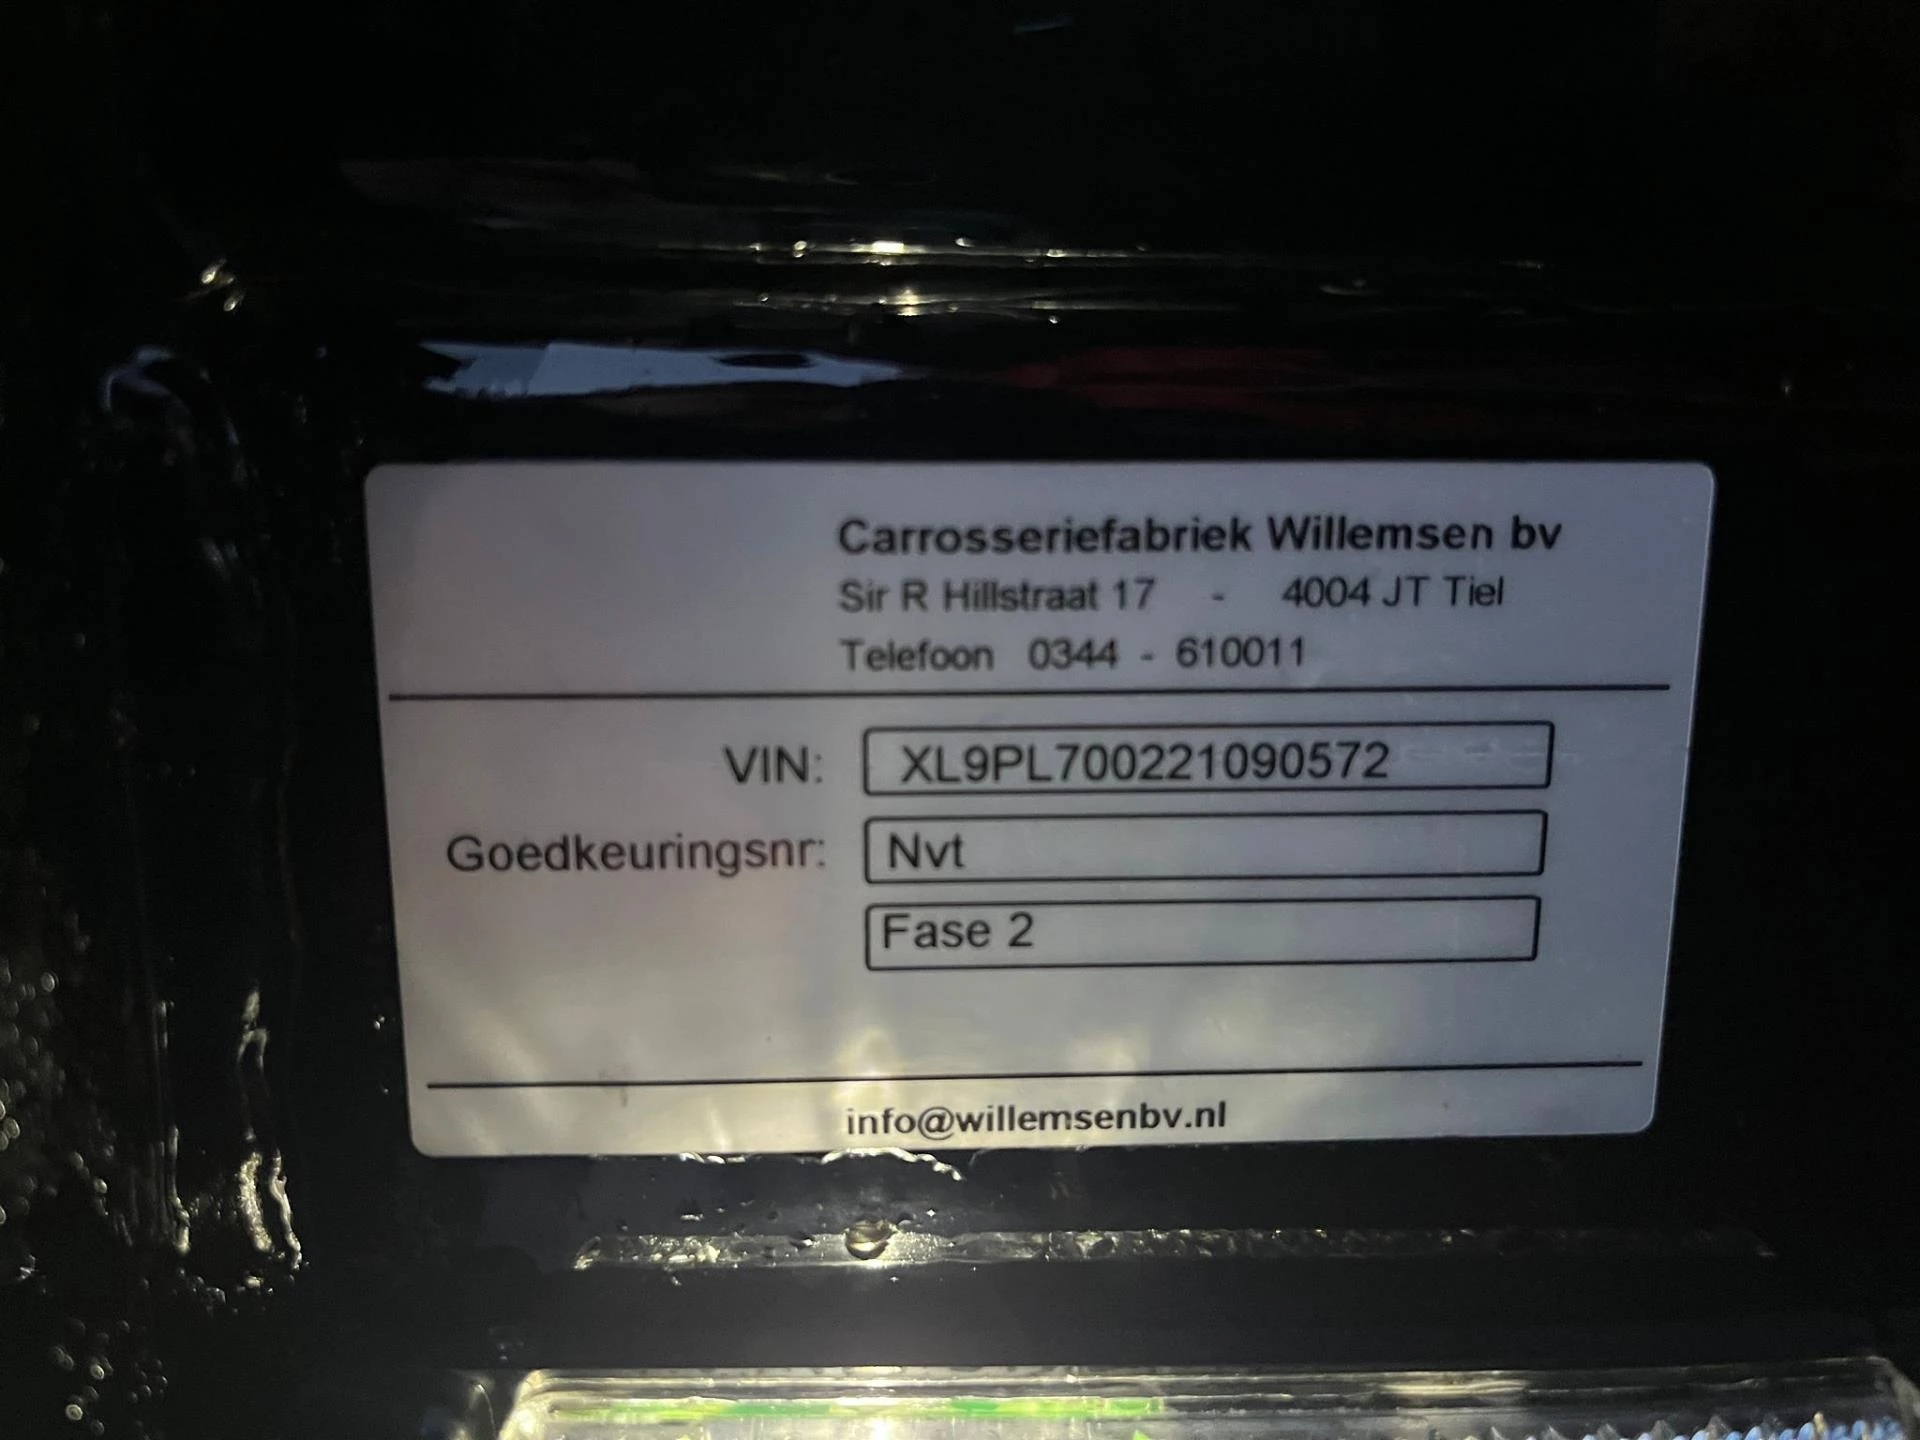 Carrosseriefabriek Willemsen bv
Sir R Hillstraat 17 - 4004 JT Tiel
Telefoon 0344 - 610011
VIN: XL9PL700221090572
Goedkeuringsnr: Nvt
Fase 2
info@willemsenbv.nl